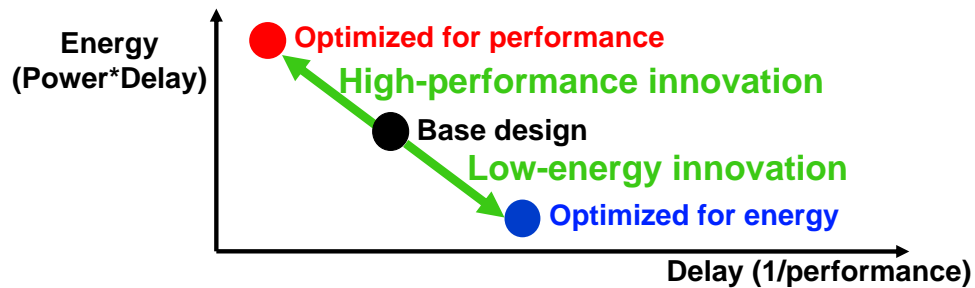 Energy
(Power*Delay)
Optimized for performance
High-performance innovation
Base design
Low-energy innovation
Optimized for energy
Delay (1/performance)